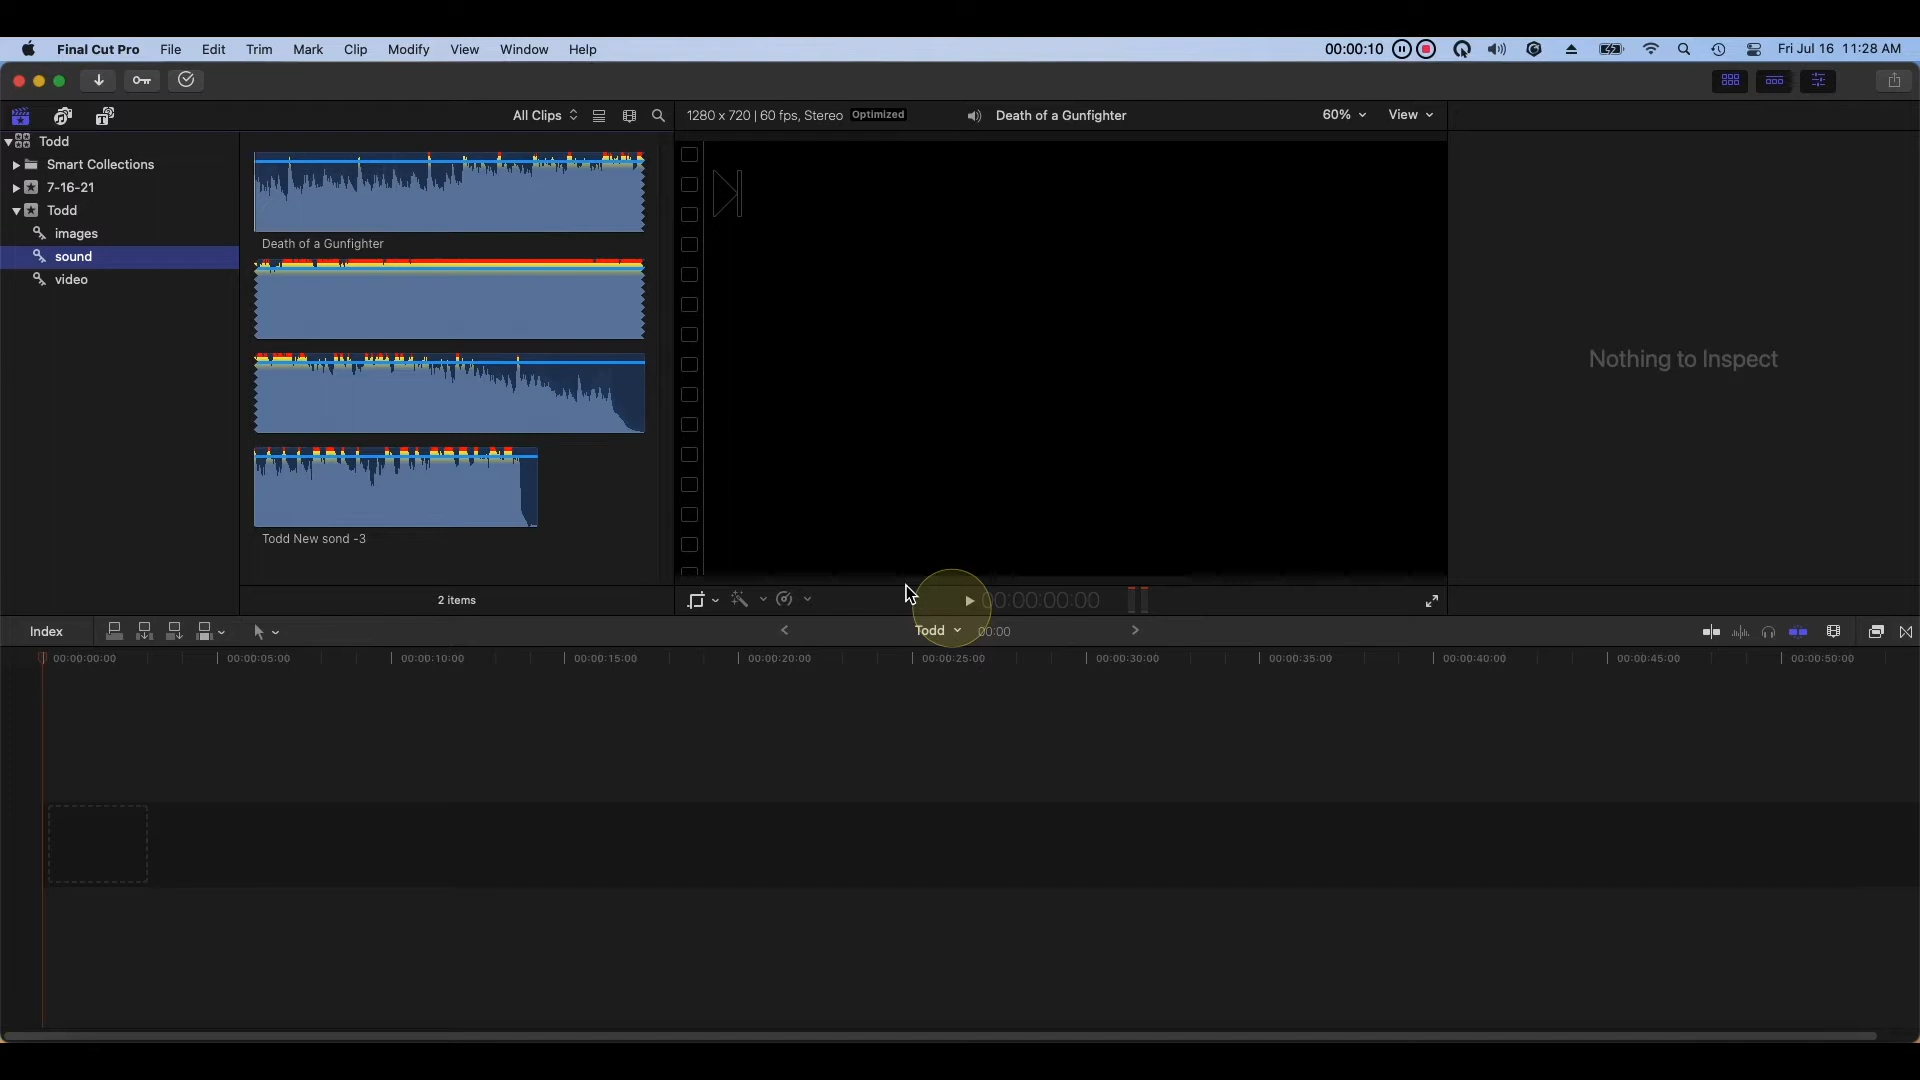 Final Cut Pro File Edit Trim Mark Clip Modify View Window Help 00:00:10 Fri Jul 16 11:28 AM
All Clips 1280 x 720 | 60 fps, Stereo Optimized Death of a Gunfighter 60% View
Todd
Smart Collections
7-16-21
Todd
images
sound
video
Death of a Gunfighter
Todd New sond -3
2 items
Nothing to Inspect
00:00:00:00
Index Todd 00:00
00:00:00:00 00:00:05:00 00:00:10:00 00:00:15:00 00:00:20:00 00:00:25:00 00:00:30:00 00:00:35:00 00:00:40:00 00:00:45:00 00:00:50:00